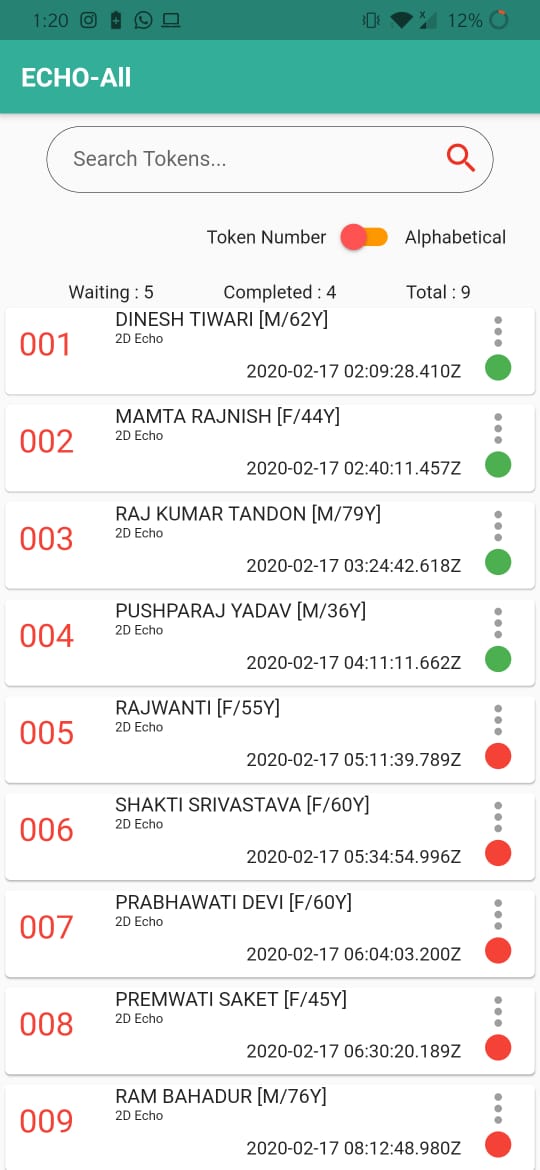 1:20 12%
ECHO-All
Search Tokens...
Token Number Alphabetical
Waiting : 5 Completed : 4 Total : 9
DINESH TIWARI [M/62Y]
001
2D Echo
2020-02-17 02:09:28.410Z
MAMTA RAJNISH [F/44Y]
002
2D Echo
2020-02-17 02:40:11.457Z
RAJ KUMAR TANDON [M/79Y]
003
2D Echo
2020-02-17 03:24:42.618Z
PUSHPARAJ YADAV [M/36Y]
004
2D Echo
2020-02-17 04:11:11.662Z
RAJWANTI [F/55Y]
005
2D Echo
2020-02-17 05:11:39.789Z
SHAKTI SRIVASTAVA [F/60Y]
006
2D Echo
2020-02-17 05:34:54.996Z
PRABHAWATI DEVI [F/60Y]
007
2D Echo
2020-02-17 06:04:03.200Z
PREMWATI SAKET [F/45Y]
008
2D Echo
2020-02-17 06:30:20.189Z
RAM BAHADUR [M/76Y]
009
2D Echo
2020-02-17 08:12:48.980Z